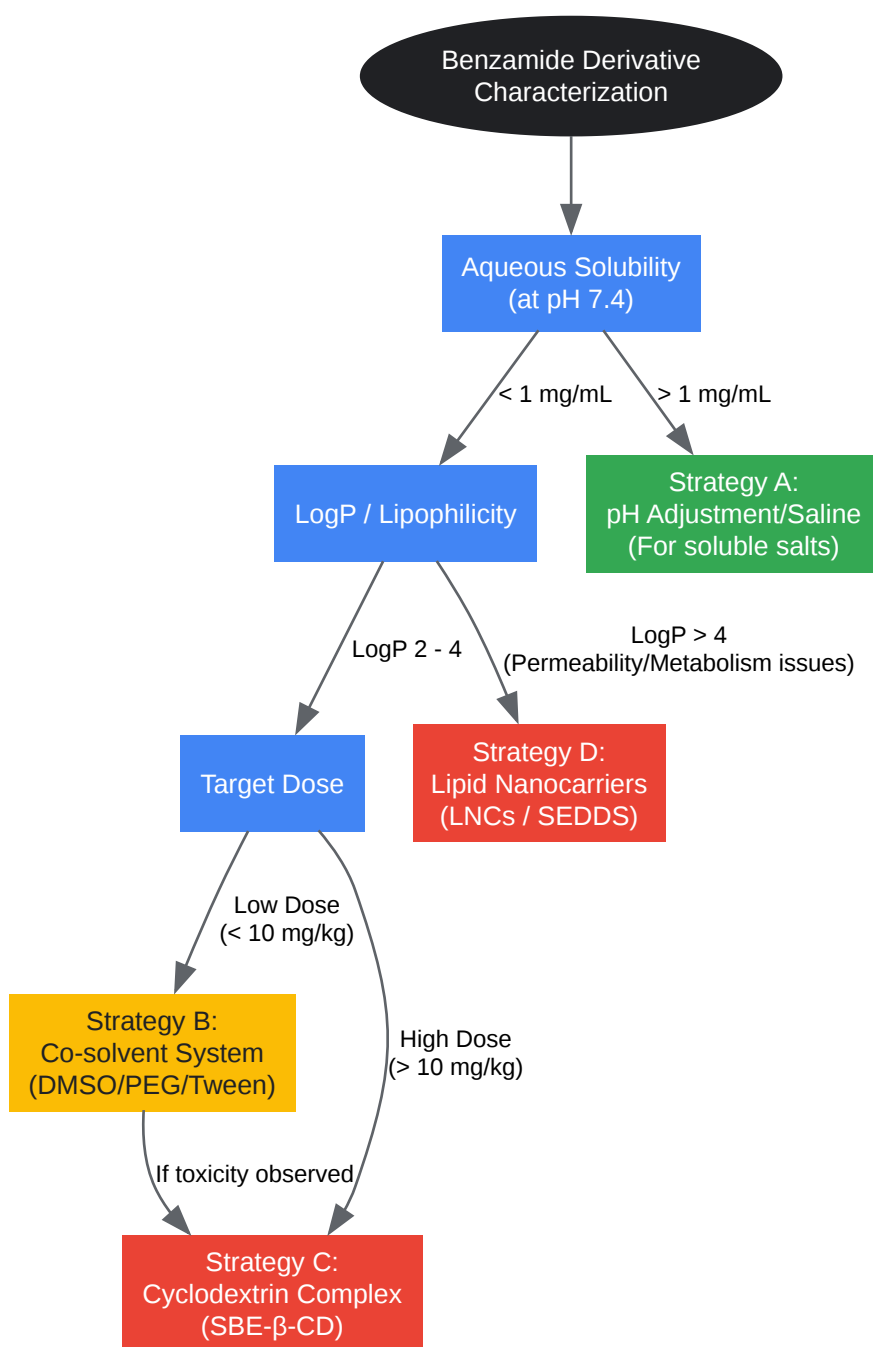 Benzamide Derivative
Characterization
Aqueous Solubility
(at pH 7.4)
< 1 mg/mL
> 1 mg/mL
LogP / Lipophilicity
Strategy A:
pH Adjustment/Saline
(For soluble salts)
LogP 2 - 4
LogP > 4
(Permeability/Metabolism issues)
Target Dose
Strategy D:
Lipid Nanocarriers
(LNCs / SEDDS)
Low Dose
(< 10 mg/kg)
Strategy B:
Co-solvent System
(DMSO/PEG/Tween)
High Dose
(> 10 mg/kg)
If toxicity observed
Strategy C:
Cyclodextrin Complex
(SBE-β-CD)